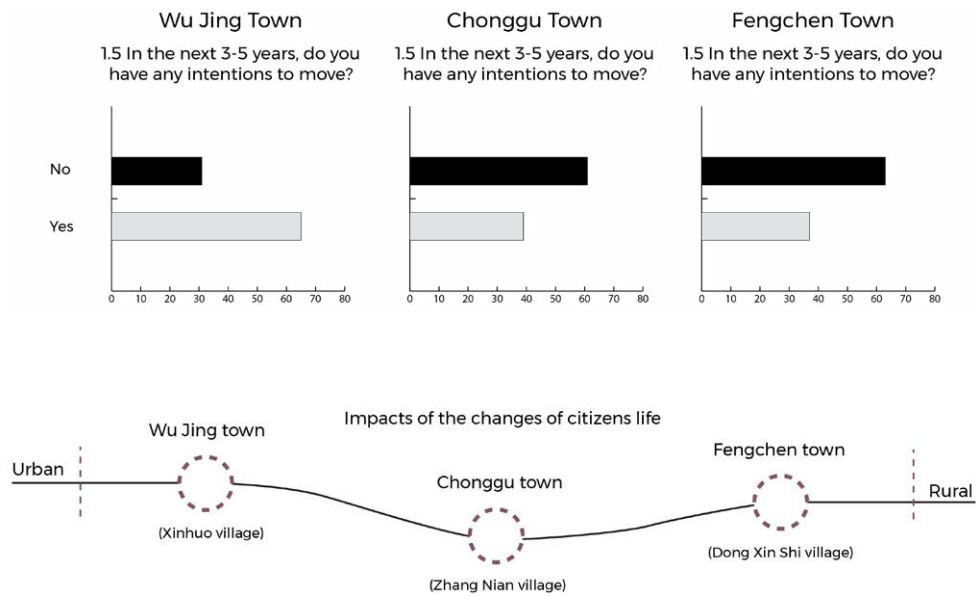 Wu Jing Town
1.5 In the next 3-5 years, do you
have any intentions to move?
No
Yes
0 10 20 30 40 50 60 70 80
Chonggu Town
1.5 In the next 3-5 years, do you
have any intentions to move?
0 10 20 30 40 50 60 70 80
Fengchen Town
1.5 In the next 3-5 years, do you
have any intentions to move?
0 10 20 30 40 50 60 70 80
Impacts of the changes of citizens life
Urban
Wu Jing town
(Xinhuo village)
Chonggu town
(Zhang Nian village)
Fengchen town
(Dong Xin Shi village)
Rural